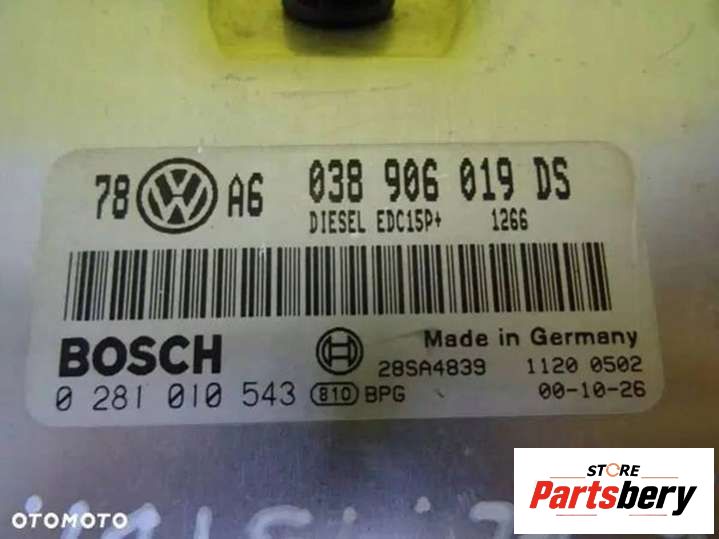 78 VW A6 038 906 019 DS
DIESEL EDC15P+ 1266
BOSCH
Made in Germany
28SA4839 1120 0502
0 281 010 543 810 BPG 00-10-26
STORE
Partsbery
OTOMOTO